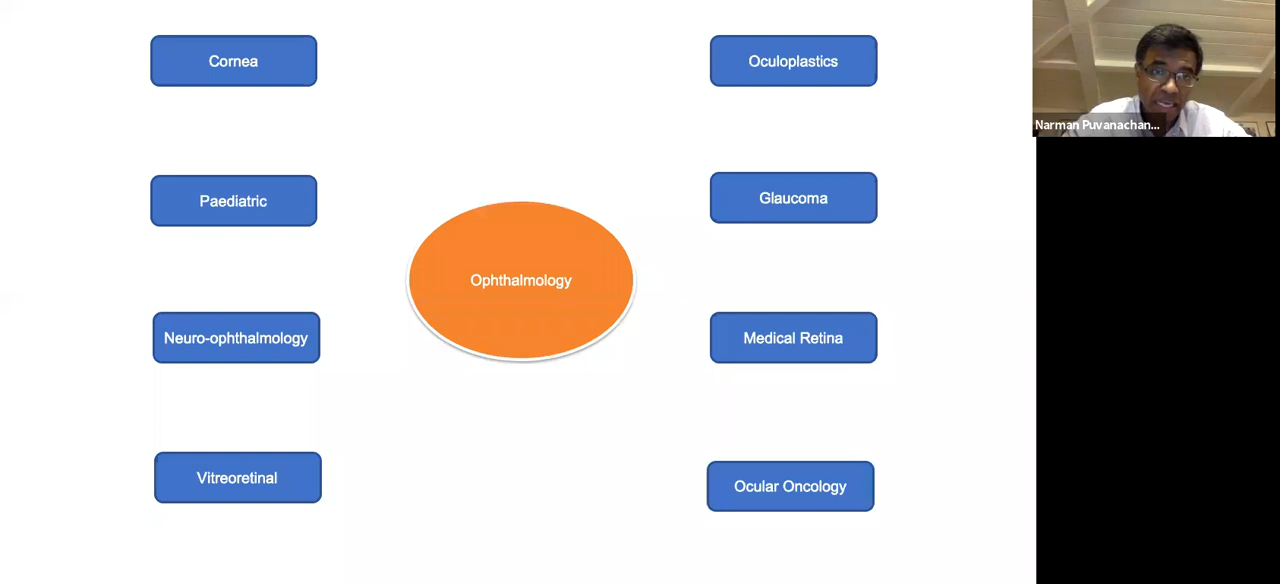 Cornea
Oculoplastics
Narman Puvanachan...
Paediatric
Glaucoma
Ophthalmology
Neuro-ophthalmology
Medical Retina
Vitreoretinal
Ocular Oncology